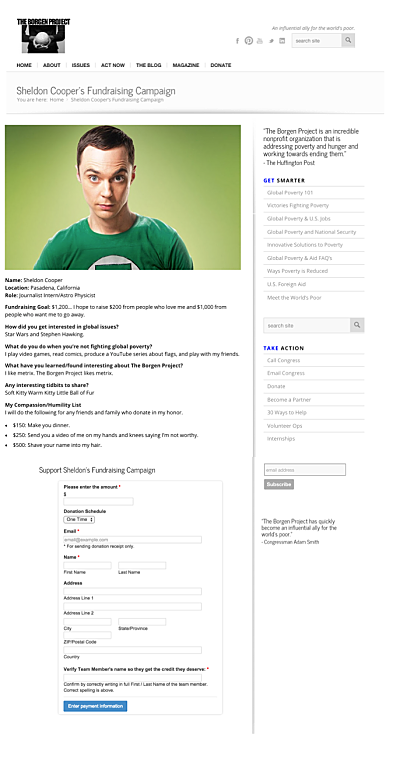 THE BORGEN PROJECT
An influential ally for the world's poor.
search site
HOME ABOUT ISSUES ACT NOW THE BLOG MAGAZINE DONATE
Sheldon Cooper's Fundraising Campaign
You are here: Home / Sheldon Cooper's Fundraising Campaign
Name: Sheldon Cooper
Location: Pasadena, California
Role: Journalist Intern/Astro Physicist
Fundraising Goal: $1,200... I hope to raise $200 from people who love me and $1,000 from
people who want me to go away.
How did you get interested in global issues?
Star Wars and Stephen Hawking.
What do you do when you're not fighting global poverty?
I play video games, read comics, produce a YouTube series about flags, and play with my friends.
What have you learned/found interesting about The Borgen Project?
I like metrix. The Borgen Project likes metrix.
Any interesting tidbits to share?
Soft Kitty Warm Kitty Little Ball of Fur
My Compassion/Humility List
I will do the following for any friends and family who donate in my honor.
• $150: Make you dinner.
• $250: Send you a video of me on my hands and knees saying I'm not worthy.
• $500: Shave your name into my hair.
Support Sheldon's Fundraising Campaign
Please enter the amount *
$
Donation Schedule
One Time
Email *
email@example.com
* For sending donation receipt only.
Name *
First Name Last Name
Address
Address Line 1
Address Line 2
City State/Province
ZIP/Postal Code
Country
Verify Team Member's name so they get the credit they deserve: *
Confirm by correctly writing in full First / Last Name of the team member.
Correct spelling is above.
Enter payment information
"The Borgen Project is an incredible
nonprofit organization that is
addressing poverty and hunger and
working towards ending them."
- The Huffington Post
GET SMARTER
Global Poverty 101
Victories Fighting Poverty
Global Poverty & U.S. Jobs
Global Poverty and National Security
Innovative Solutions to Poverty
Global Poverty & Aid FAQ's
Ways Poverty is Reduced
U.S. Foreign Aid
Meet the World's Poor
search site
TAKE ACTION
Call Congress
Email Congress
Donate
Become a Partner
30 Ways to Help
Volunteer Ops
Internships
email address
Subscribe
"The Borgen Project has quickly
become an influential ally for the
world's poor."
- Congressman Adam Smith